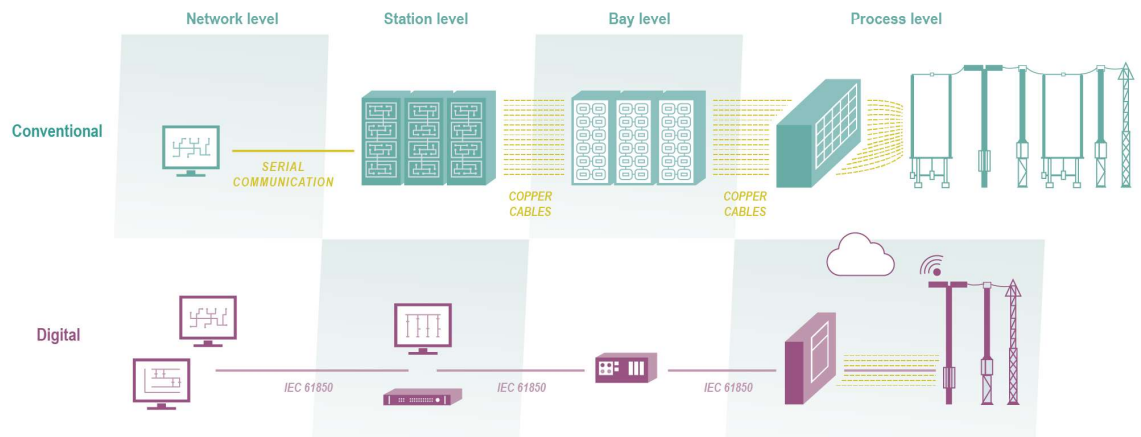 Network level
Station level
Bay level
Process level
Conventional
SERIAL
COMMUNICATION
COPPER
CABLES
COPPER
CABLES
Digital
IEC 61850
IEC 61850
IEC 61850